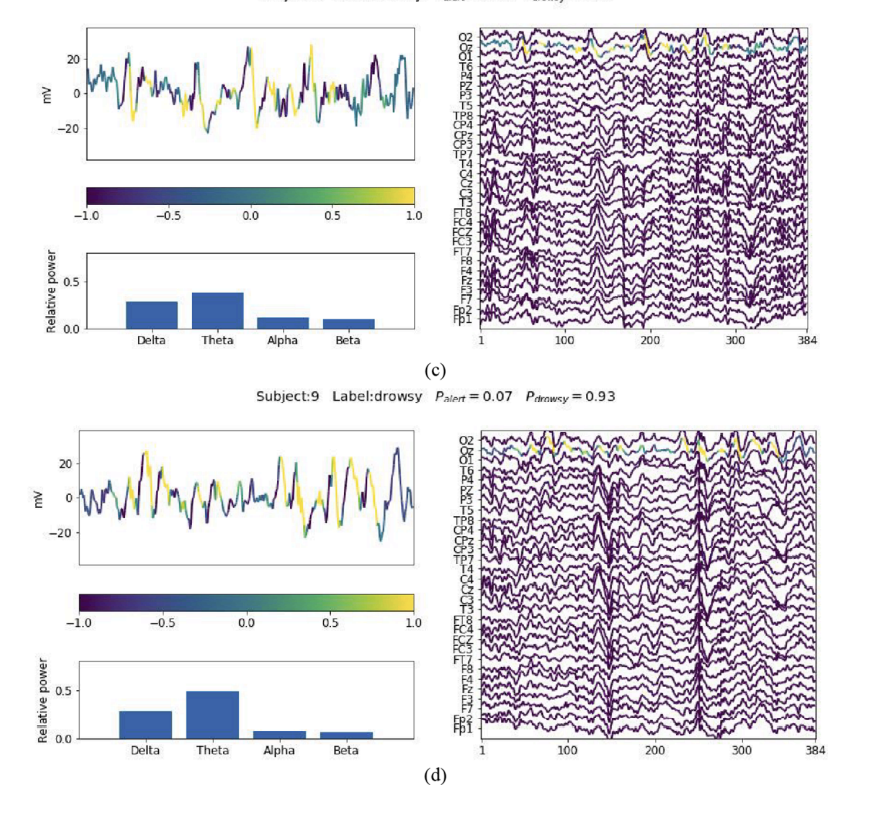 mV
20
0
−20
−1.0 −0.5 0.0 0.5 1.0
Relative power
0.5
0.0
Delta Theta Alpha Beta
O2
Oz
O1
T6
P4
PZ
P3
T5
TP8
CP4
CPz
CP3
TP7
T4
C4
Cz
C3
T3
FT8
FC4
FCZ
FC3
FT7
F8
F4
Fz
F3
F7
Fp2
Fp1
1 100 200 300 384
(c)
Subject:9 Label:drowsy P_alert = 0.07 P_drowsy = 0.93
mV
20
0
−20
−1.0 −0.5 0.0 0.5 1.0
Relative power
0.5
0.0
Delta Theta Alpha Beta
O2
Oz
O1
T6
P4
PZ
P3
T5
TP8
CP4
CPz
CP3
TP7
T4
C4
Cz
C3
T3
FT8
FC4
FCZ
FC3
FT7
F8
F4
Fz
F3
F7
Fp2
Fp1
1 100 200 300 384
(d)